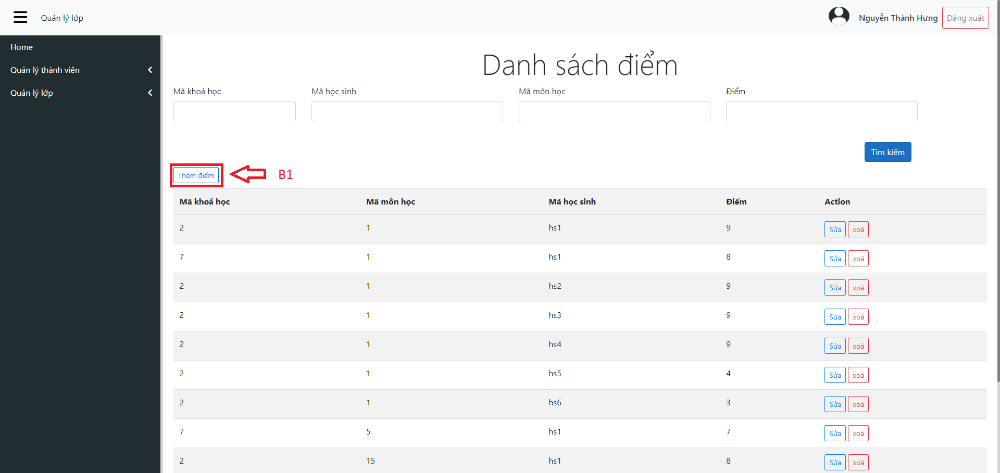 Quản lý lớp
Nguyễn Thành Hưng Đăng xuất
Home
Quản lý thành viên
Quản lý lớp
Danh sách điểm
Mã khoá học Mã học sinh Mã môn học Điểm
Tìm kiếm
Thêm điểm B1
Mã khoá học Mã môn học Mã học sinh Điểm Action
2 1 hs1 9 Sửa xoá
7 1 hs1 8 Sửa xoá
2 1 hs2 9 Sửa xoá
2 1 hs3 9 Sửa xoá
2 1 hs4 9 Sửa xoá
2 1 hs5 4 Sửa xoá
2 1 hs6 3 Sửa xoá
7 5 hs1 7 Sửa xoá
2 15 hs1 8 Sửa xoá